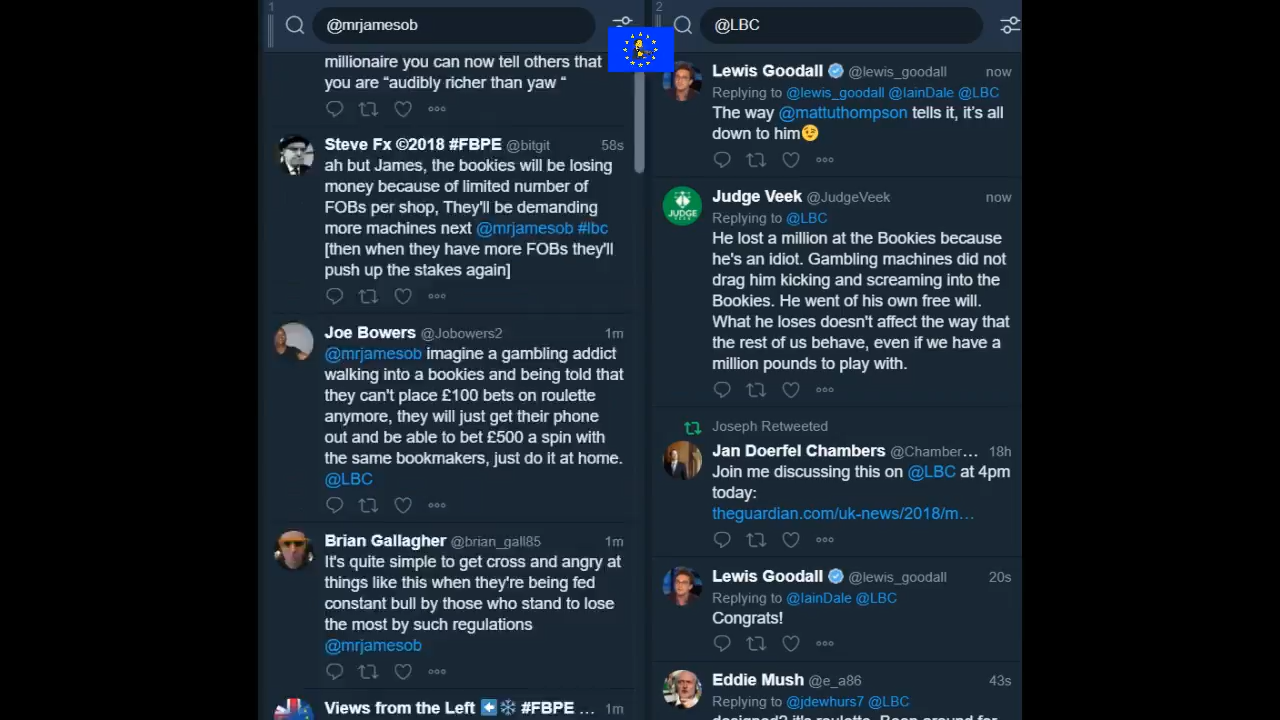 1
@mrjamesob
millionaire you can now tell others that
you are “audibly richer than yaw “
Steve Fx ©2018 #FBPE @bitgit 58s
ah but James, the bookies will be losing
money because of limited number of
FOBs per shop, They'll be demanding
more machines next @mrjamesob #lbc
[then when they have more FOBs they'll
push up the stakes again]
Joe Bowers @Jobowers2 1m
@mrjamesob imagine a gambling addict
walking into a bookies and being told that
they can't place £100 bets on roulette
anymore, they will just get their phone
out and be able to bet £500 a spin with
the same bookmakers, just do it at home.
@LBC
Brian Gallagher @brian_gall85 1m
It's quite simple to get cross and angry at
things like this when they're being fed
constant bull by those who stand to lose
the most by such regulations
@mrjamesob
Views from the Left ⬅️❄️ #FBPE ... 1m
2
@LBC
Lewis Goodall @lewis_goodall now
Replying to @lewis_goodall @IainDale @LBC
The way @mattuthompson tells it, it's all
down to him😉
Judge Veek @JudgeVeek now
JUDGE
Replying to @LBC
He lost a million at the Bookies because
he's an idiot. Gambling machines did not
drag him kicking and screaming into the
Bookies. He went of his own free will.
What he loses doesn't affect the way that
the rest of us behave, even if we have a
million pounds to play with.
Joseph Retweeted
Jan Doerfel Chambers @Chamber... 18h
Join me discussing this on @LBC at 4pm
today:
theguardian.com/uk-news/2018/m...
Lewis Goodall @lewis_goodall 20s
Replying to @IainDale @LBC
Congrats!
Eddie Mush @e_a86 43s
Replying to @jdewhurs7 @LBC
designed? it's roulette. Been around for